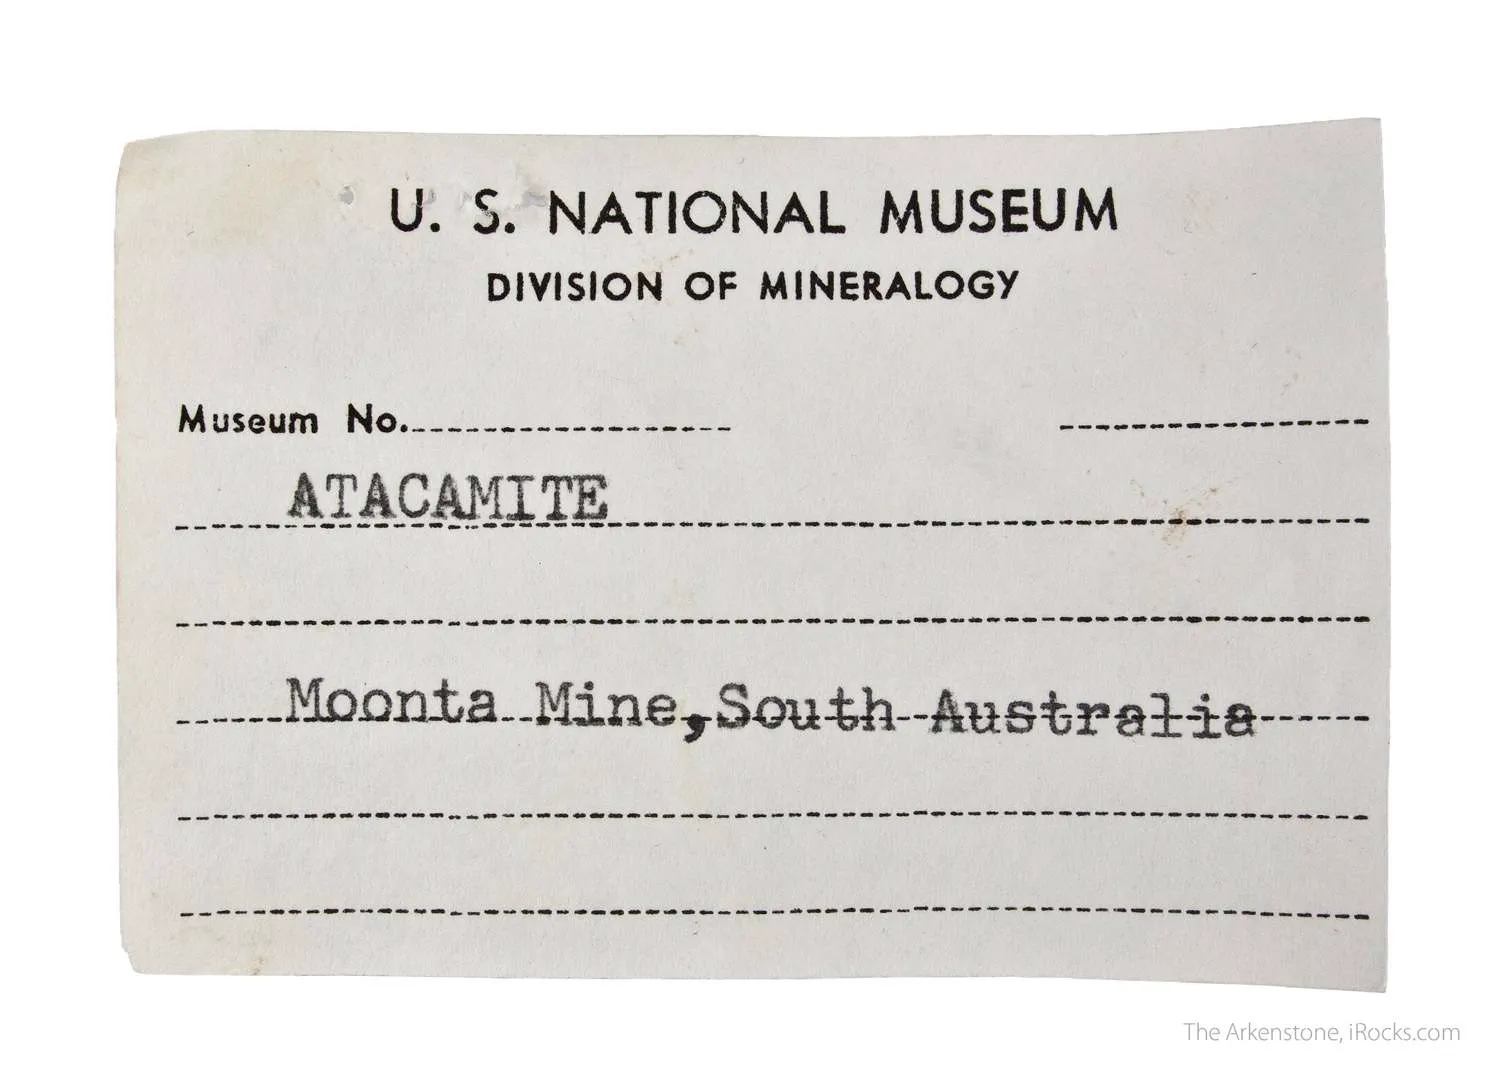 U. S. NATIONAL MUSEUM
DIVISION OF MINERALOGY
Museum No.
ATACAMITE
Moonta Mine,South Australia
The Arkenstone, iRocks.com